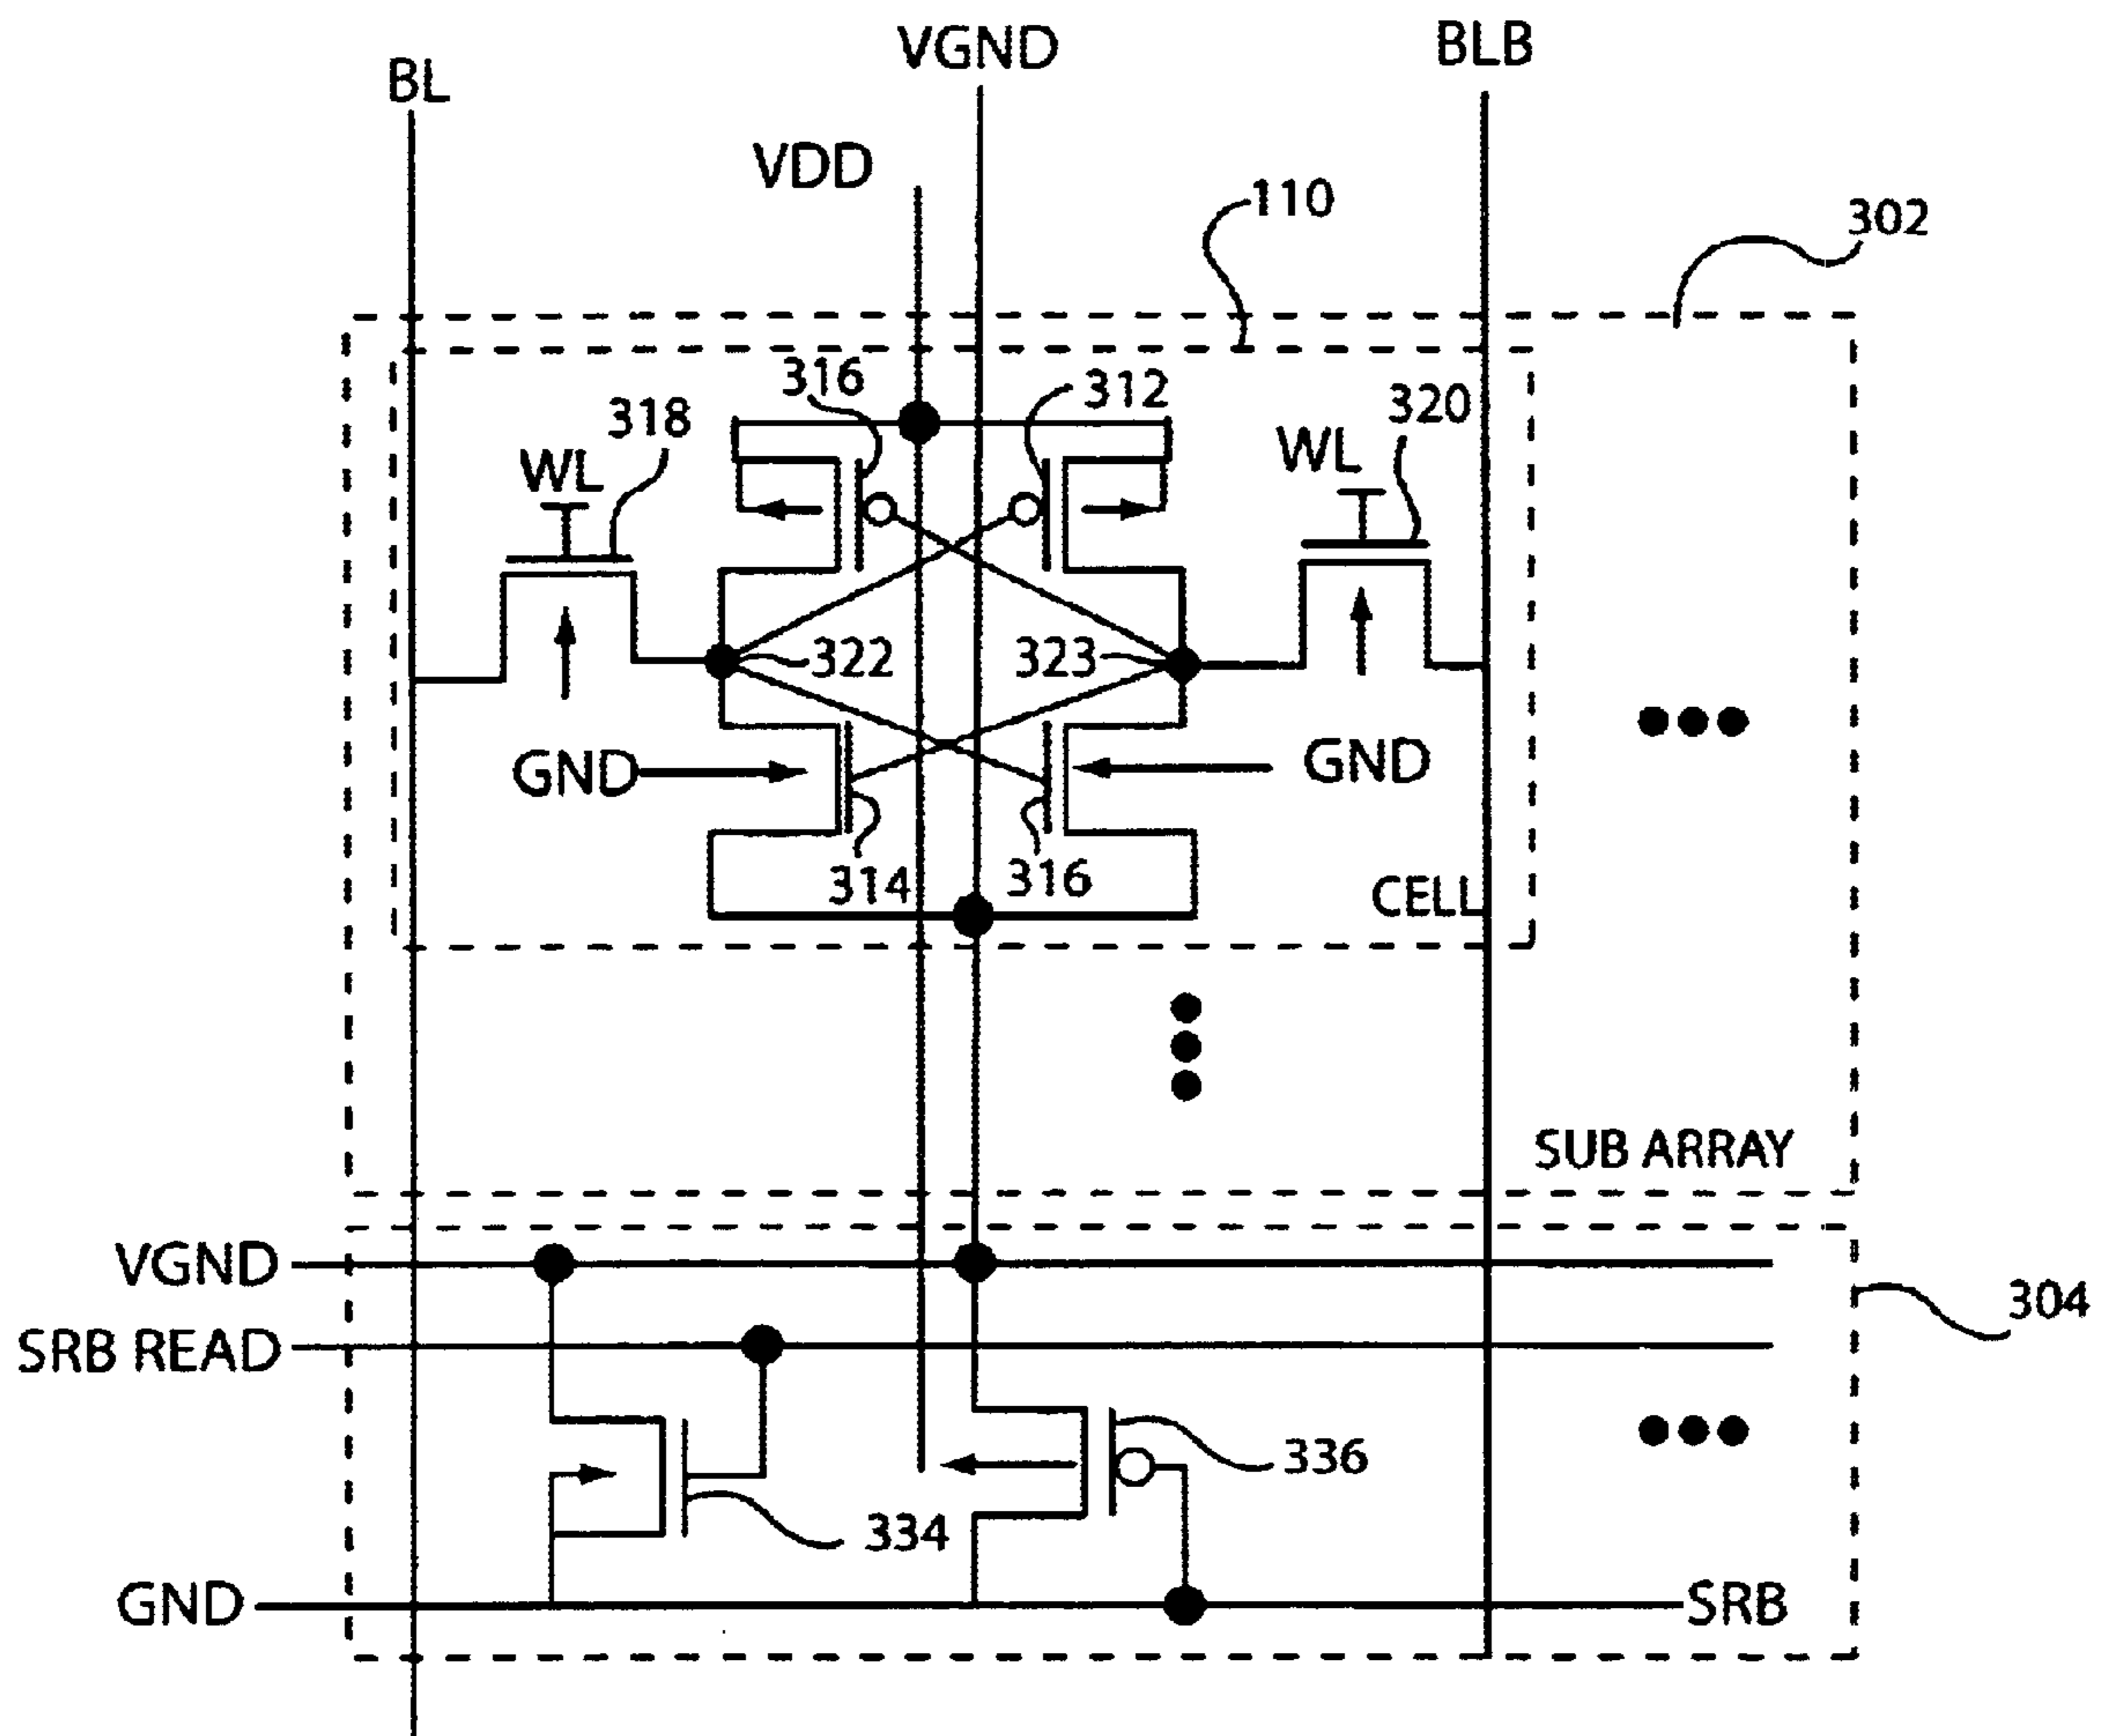 VGND
BLB
BL
VDD
110
302
316
312
320
318
WL
WL
322
323
GND
GND
314
316
CELL
SUB ARRAY
VGND
304
SRB READ
336
334
GND
SRB